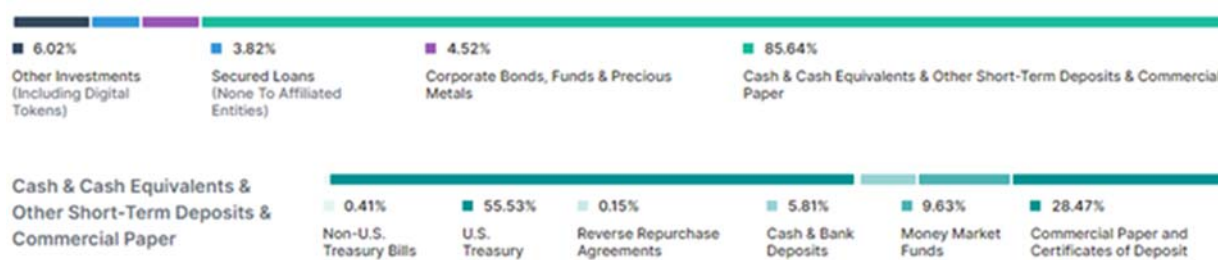 6.02% 3.82% 4.52% 85.64%
Other Investments Secured Loans Corporate Bonds, Funds & Precious Cash & Cash Equivalents & Other Short-Term Deposits & Commercial
(Including Digital (None To Affiliated Metals Paper
Tokens) Entities)
Cash & Cash Equivalents &
Other Short-Term Deposits &
Commercial Paper
0.41% 55.53% 0.15% 5.81% 9.63% 28.47%
Non-U.S. U.S. Reverse Repurchase Cash & Bank Money Market Commercial Paper and
Treasury Bills Treasury Agreements Deposits Funds Certificates of Deposit